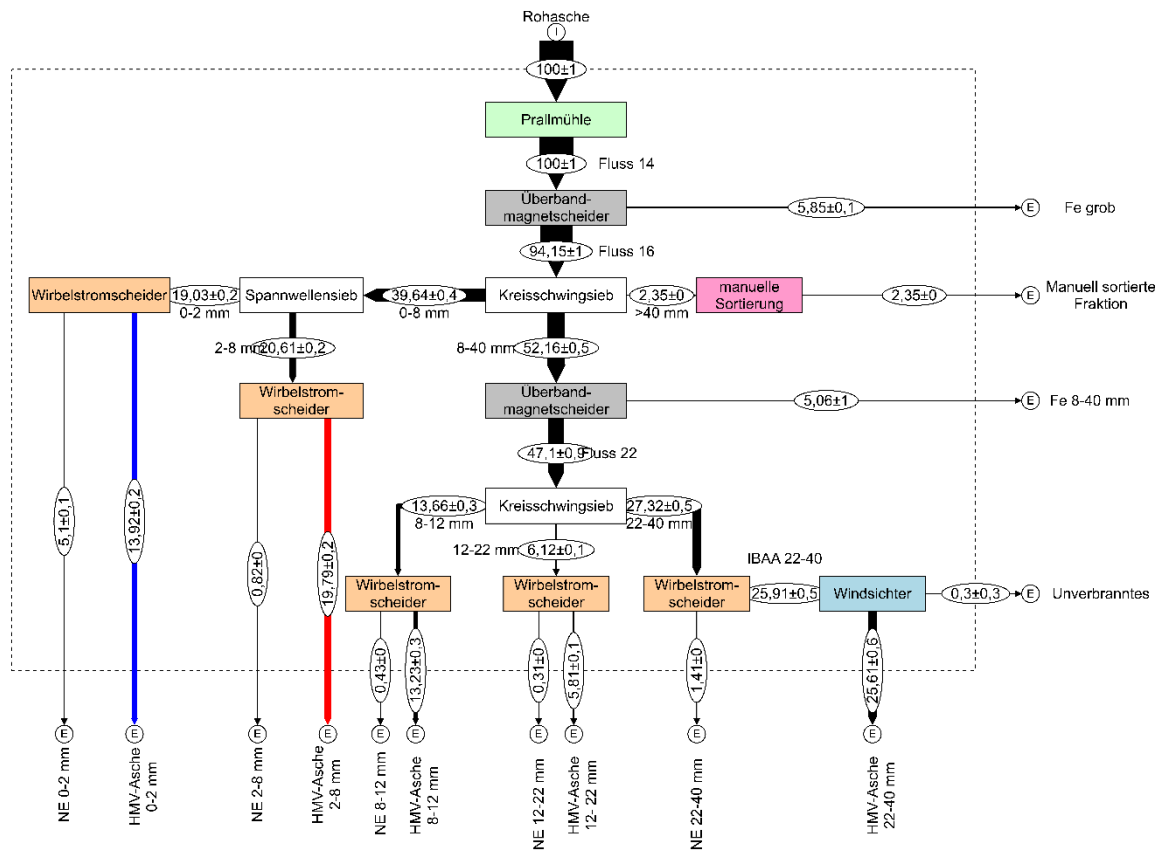 Rohasche
I
100±1
Prallmühle
100±1
Fluss 14
Überband-
magnetscheider
5,85±0,1
E
Fe grob
94,15±1
Fluss 16
Wirbelstromscheider
19,03±0,2
0-2 mm
Spannwellensieb
39,64±0,4
0-8 mm
Kreisschwingsieb
2,35±0
>40 mm
manuelle
Sortierung
2,35±0
E
Manuell sortierte
Fraktion
2-8 mm
20,61±0,2
8-40 mm
52,16±0,5
Wirbelstrom-
scheider
Überband-
magnetscheider
5,06±1
E
Fe 8-40 mm
47,1±0,9
Fluss 22
Kreisschwingsieb
13,66±0,3
8-12 mm
27,32±0,5
22-40 mm
12-22 mm
6,12±0,1
IBAA 22-40
Wirbelstrom-
scheider
Wirbelstrom-
scheider
Wirbelstrom-
scheider
25,91±0,5
Windsichter
0,3±0,3
E
Unverbranntes
5,1±0,1
13,92±0,2
0,82±0
19,79±0,2
0,43±0
13,23±0,3
0,31±0
5,81±0,1
1,41±0
25,61±0,6
E
E
E
E
E
E
E
E
E
E
NE 0-2 mm
HMV-Asche
0-2 mm
NE 2-8 mm
HMV-Asche
2-8 mm
NE 8-12 mm
HMV-Asche
8-12 mm
NE 12-22 mm
HMV-Asche
12- 22 mm
NE 22-40 mm
HMV-Asche
22-40 mm